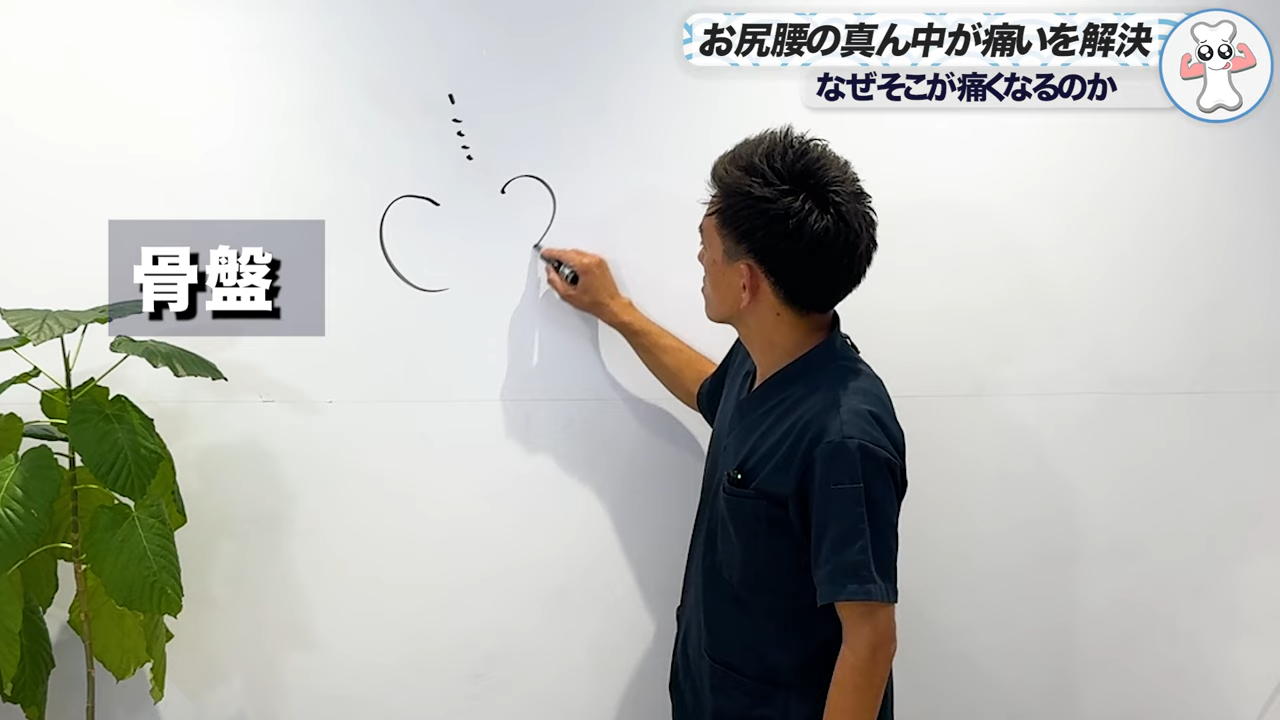 お尻腰の真ん中が痛いを解決
なぜそこが痛くなるのか
骨盤